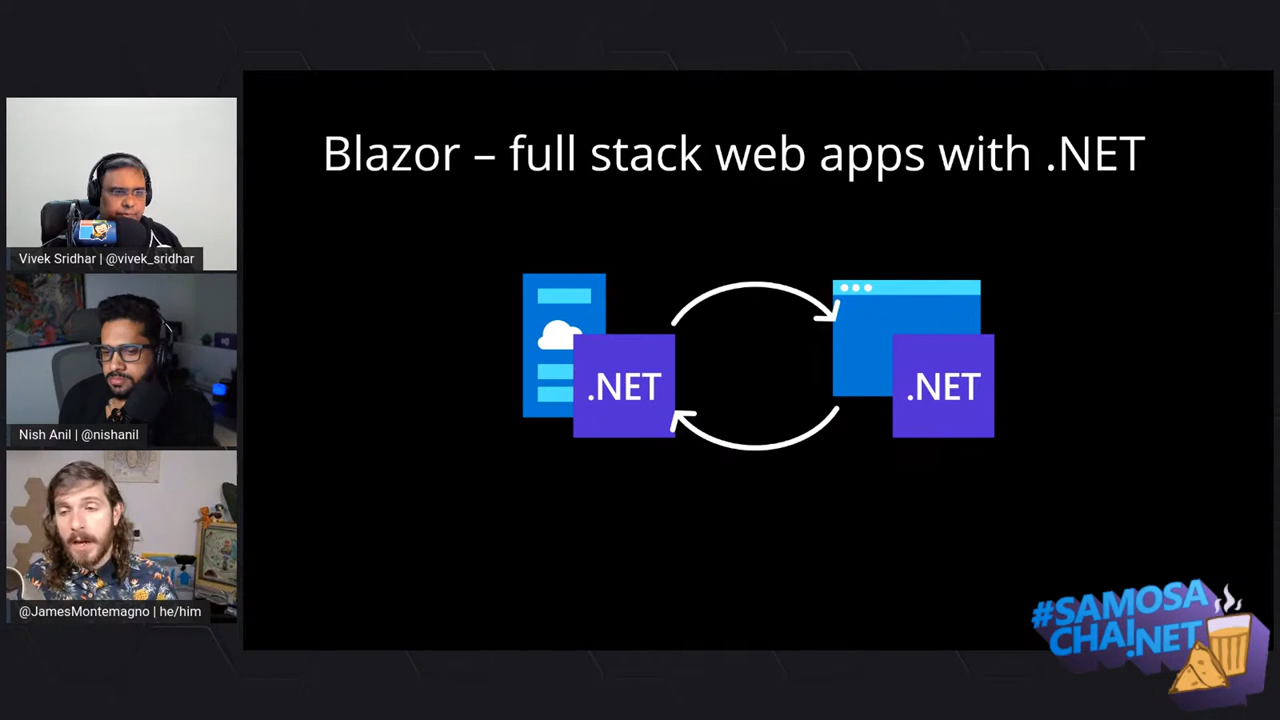 Blazor – full stack web apps with .NET
.NET
.NET
Vivek Sridhar | @vivek_sridhar
Nish Anil | @nishanil
@JamesMontemagno | he/him
#SAMOSA
CHAI.NET